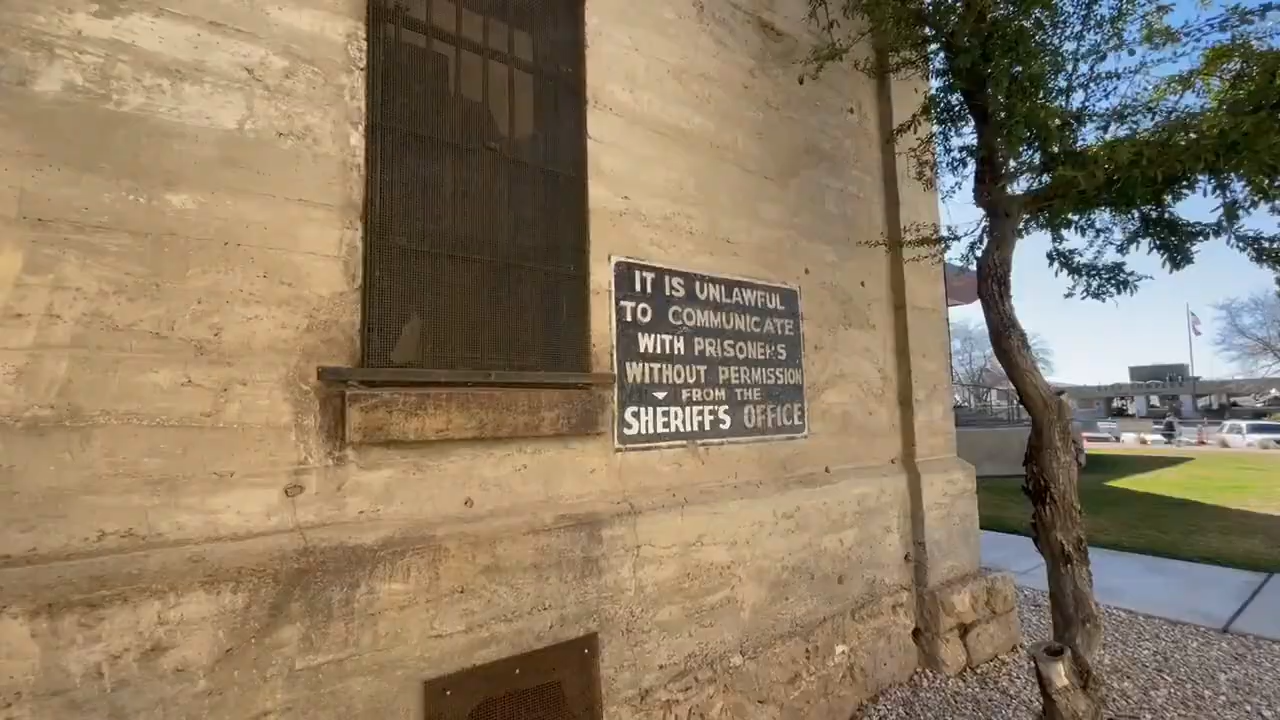 IT IS UNLAWFUL
TO COMMUNICATE
WITH PRISONERS
WITHOUT PERMISSION
FROM THE
SHERIFF'S OFFICE